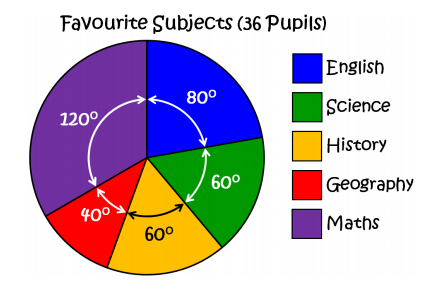 Favourite Subjects (36 Pupils)
120°
80°
60°
60°
40°
English
Science
History
Geography
Maths